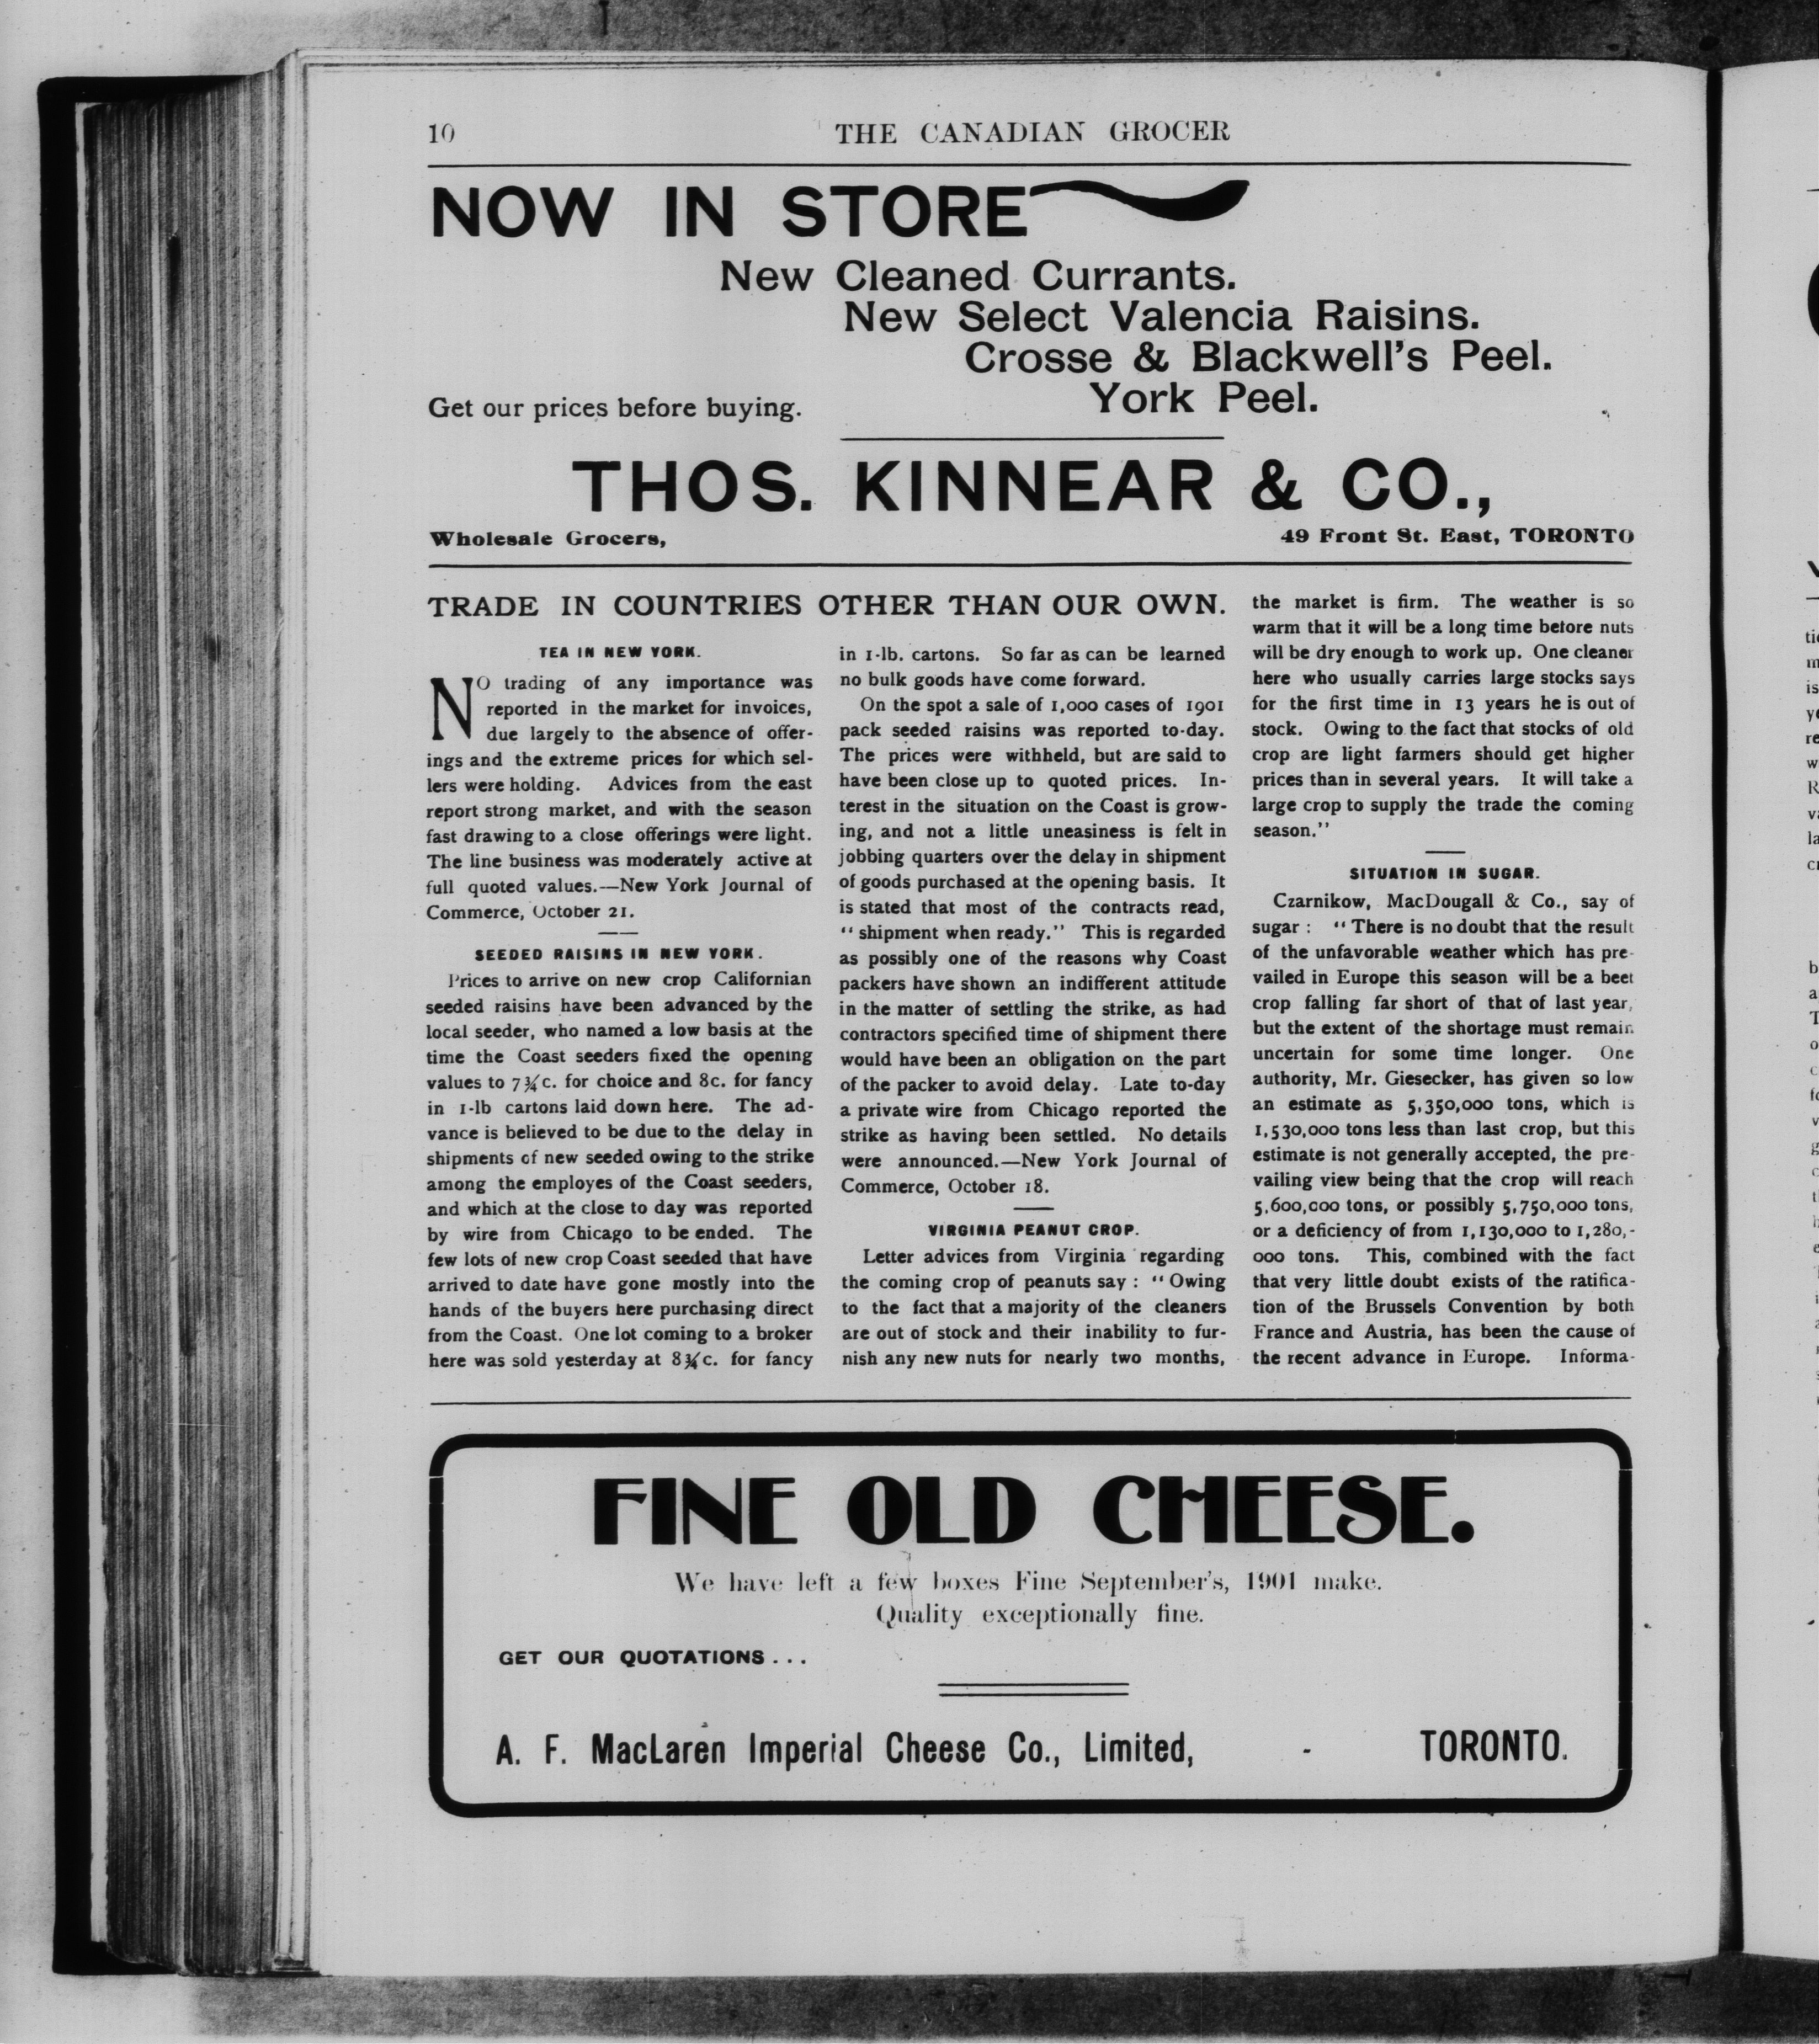 10
THE CANADIAN GROCER
NOW IN STORE
New Cleaned Currants.
New Select Valencia Raisins.
Crosse & Blackwell's Peel.
York Peel.
Get our prices before buying.
THOS. KINNEAR & CO.,
Wholesale Grocers,
49 Front St. East, TORONTO
TRADE IN COUNTRIES OTHER THAN OUR OWN.
TEA IN NEW YORK.
NO trading of any importance was
reported in the market for invoices,
due largely to the absence of offer-
ings and the extreme prices for which sel-
lers were holding. Advices from the east
report strong market, and with the season
fast drawing to a close offerings were light.
The line business was moderately active at
full quoted values.—New York Journal of
Commerce, October 21.
SEEDED RAISINS IN NEW YORK.
Prices to arrive on new crop Californian
seeded raisins have been advanced by the
local seeder, who named a low basis at the
time the Coast seeders fixed the opening
values to 7¾c. for choice and 8c. for fancy
in 1-lb cartons laid down here. The ad-
vance is believed to be due to the delay in
shipments of new seeded owing to the strike
among the employes of the Coast seeders,
and which at the close to day was reported
by wire from Chicago to be ended. The
few lots of new crop Coast seeded that have
arrived to date have gone mostly into the
hands of the buyers here purchasing direct
from the Coast. One lot coming to a broker
here was sold yesterday at 8¾c. for fancy
in 1-lb. cartons. So far as can be learned
no bulk goods have come forward.
On the spot a sale of 1,000 cases of 1901
pack seeded raisins was reported to-day.
The prices were withheld, but are said to
have been close up to quoted prices. In-
terest in the situation on the Coast is grow-
ing, and not a little uneasiness is felt in
jobbing quarters over the delay in shipment
of goods purchased at the opening basis. It
is stated that most of the contracts read,
"shipment when ready." This is regarded
as possibly one of the reasons why Coast
packers have shown an indifferent attitude
in the matter of settling the strike, as had
contractors specified time of shipment there
would have been an obligation on the part
of the packer to avoid delay. Late to-day
a private wire from Chicago reported the
strike as having been settled. No details
were announced.—New York Journal of
Commerce, October 18.
VIRGINIA PEANUT CROP.
Letter advices from Virginia regarding
the coming crop of peanuts say: "Owing
to the fact that a majority of the cleaners
are out of stock and their inability to fur-
nish any new nuts for nearly two months,
the market is firm. The weather is so
warm that it will be a long time before nuts
will be dry enough to work up. One cleaner
here who usually carries large stocks says
for the first time in 13 years he is out of
stock. Owing to the fact that stocks of old
crop are light farmers should get higher
prices than in several years. It will take a
large crop to supply the trade the coming
season."
SITUATION IN SUGAR.
Czarnikow, MacDougall & Co., say of
sugar: "There is no doubt that the result
of the unfavorable weather which has pre-
vailed in Europe this season will be a beet
crop falling far short of that of last year,
but the extent of the shortage must remain
uncertain for some time longer. One
authority, Mr. Giesecker, has given so low
an estimate as 5,350,000 tons, which is
1,530,000 tons less than last crop, but this
estimate is not generally accepted, the pre-
vailing view being that the crop will reach
5,600,000 tons, or possibly 5,750,000 tons,
or a deficiency of from 1,130,000 to 1,280,-
000 tons. This, combined with the fact
that very little doubt exists of the ratifica-
tion of the Brussels Convention by both
France and Austria, has been the cause of
the recent advance in Europe. Informa-
FINE OLD CHEESE.
We have left a few boxes Fine September's, 1901 make.
Quality exceptionally fine.
GET OUR QUOTATIONS...
A. F. MacLaren Imperial Cheese Co., Limited, - TORONTO.